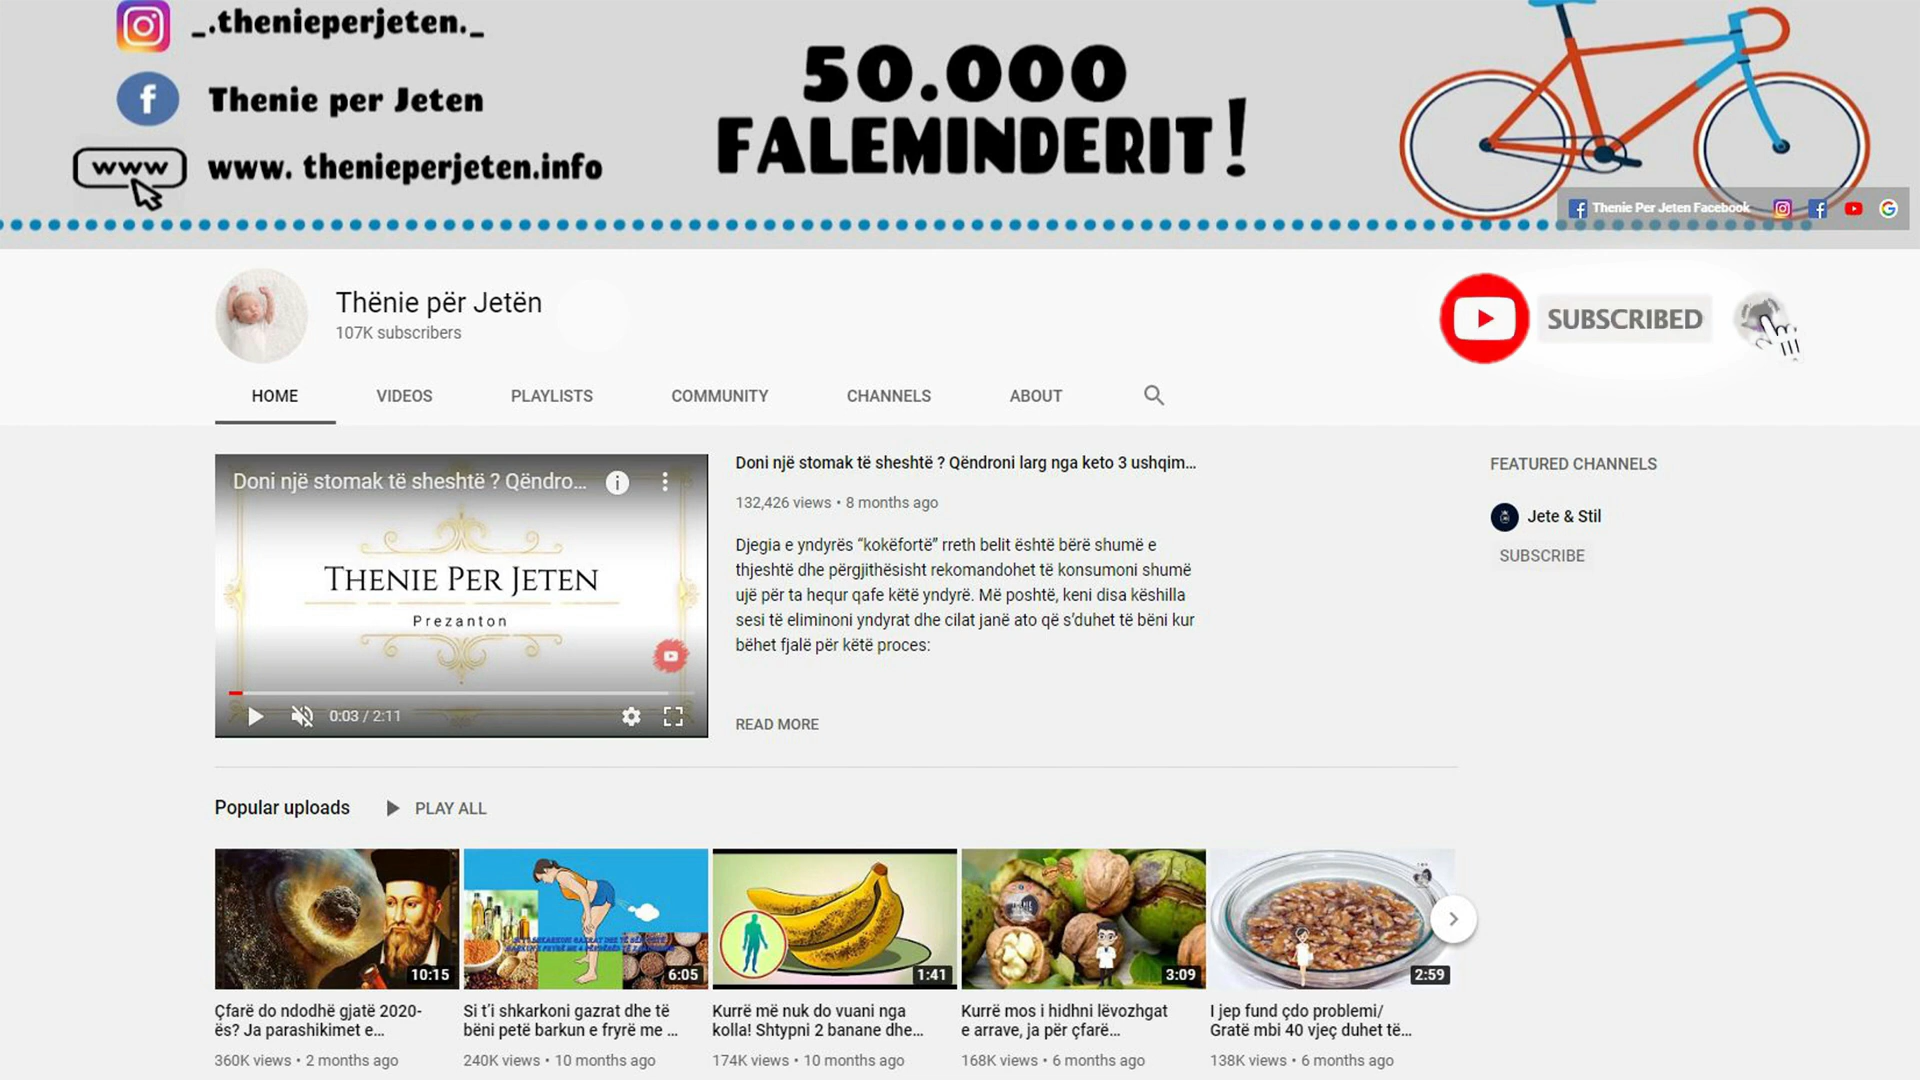 _.thenieperjeten._
Thenie per Jeten
www
www. thenieperjeten.info
50.000
FALEMINDERIT!
Thenie Per Jeten Facebook
Thënie për Jetën
107K subscribers
SUBSCRIBED
HOME
VIDEOS
PLAYLISTS
COMMUNITY
CHANNELS
ABOUT
Doni një stomak të sheshtë ? Qëndro...
THENIE PER JETEN
Prezanton
0:03 / 2:11
Doni një stomak të sheshtë ? Qëndroni larg nga keto 3 ushqim...
132,426 views • 8 months ago
Djegia e yndyrës “kokëfortë” rreth belit është bërë shumë e
thjeshtë dhe përgjithësisht rekomandohet të konsumoni shumë
ujë për ta hequr qafe këtë yndyrë. Më poshtë, keni disa këshilla
sesi të eliminoni yndyrat dhe cilat janë ato që s’duhet të bëni kur
bëhet fjalë për këtë proces:
READ MORE
FEATURED CHANNELS
Jete & Stil
SUBSCRIBE
Popular uploads
PLAY ALL
10:15
Çfarë do ndodhë gjatë 2020-
ës? Ja parashikimet e...
360K views • 2 months ago
6:05
Si t’i shkarkoni gazrat dhe të
bëni petë barkun e fryrë me ...
240K views • 10 months ago
1:41
Kurrë më nuk do vuani nga
kolla! Shtypni 2 banane dhe...
174K views • 10 months ago
3:09
Kurrë mos i hidhni lëvozhgat
e arrave, ja për çfarë...
168K views • 6 months ago
2:59
I jep fund çdo problemi/
Gratë mbi 40 vjeç duhet të...
138K views • 6 months ago